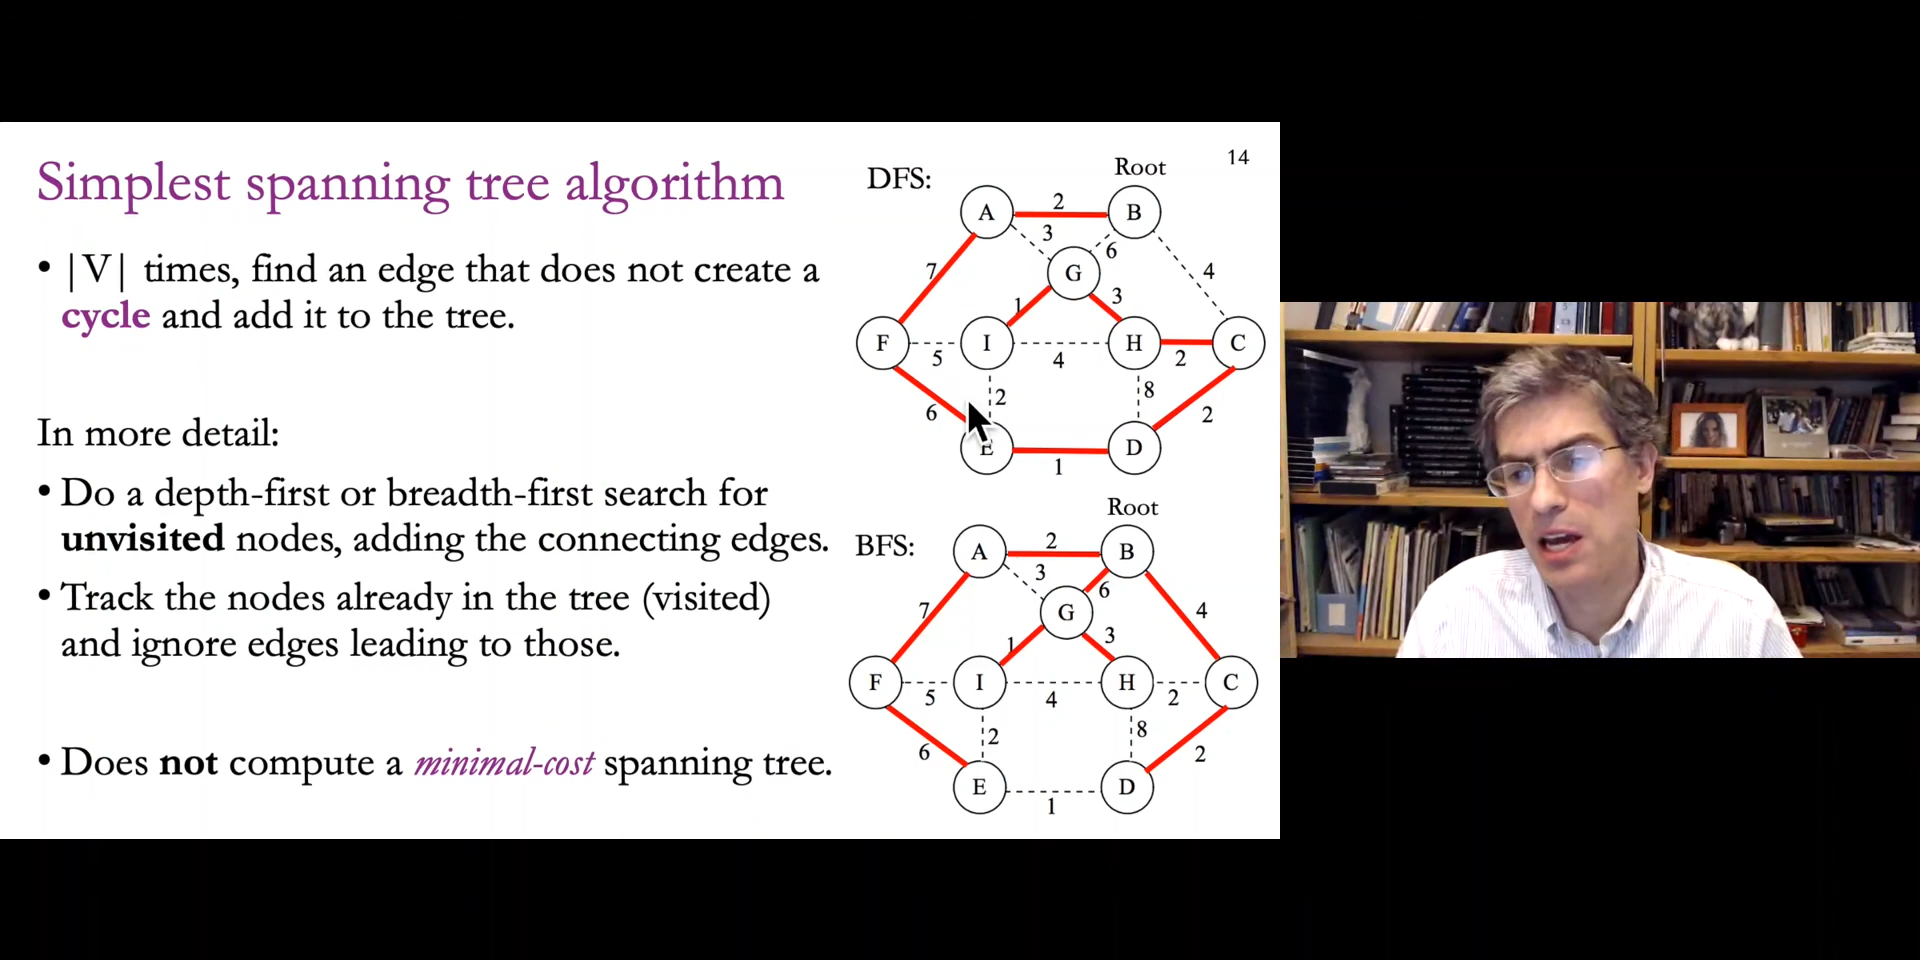 Simplest spanning tree algorithm
• |V| times, find an edge that does not create a
cycle and add it to the tree.
In more detail:
• Do a depth-first or breadth-first search for
unvisited nodes, adding the connecting edges.
• Track the nodes already in the tree (visited)
and ignore edges leading to those.
• Does not compute a minimal-cost spanning tree.
14
DFS:
Root
A 2 B
3 6
7 G 4
1 3
F 5 I 4 H 2 C
6 2 8 2
E 1 D
BFS:
Root
A 2 B
3 6
7 G 4
1 3
F 5 I 4 H 2 C
6 2 8 2
E 1 D